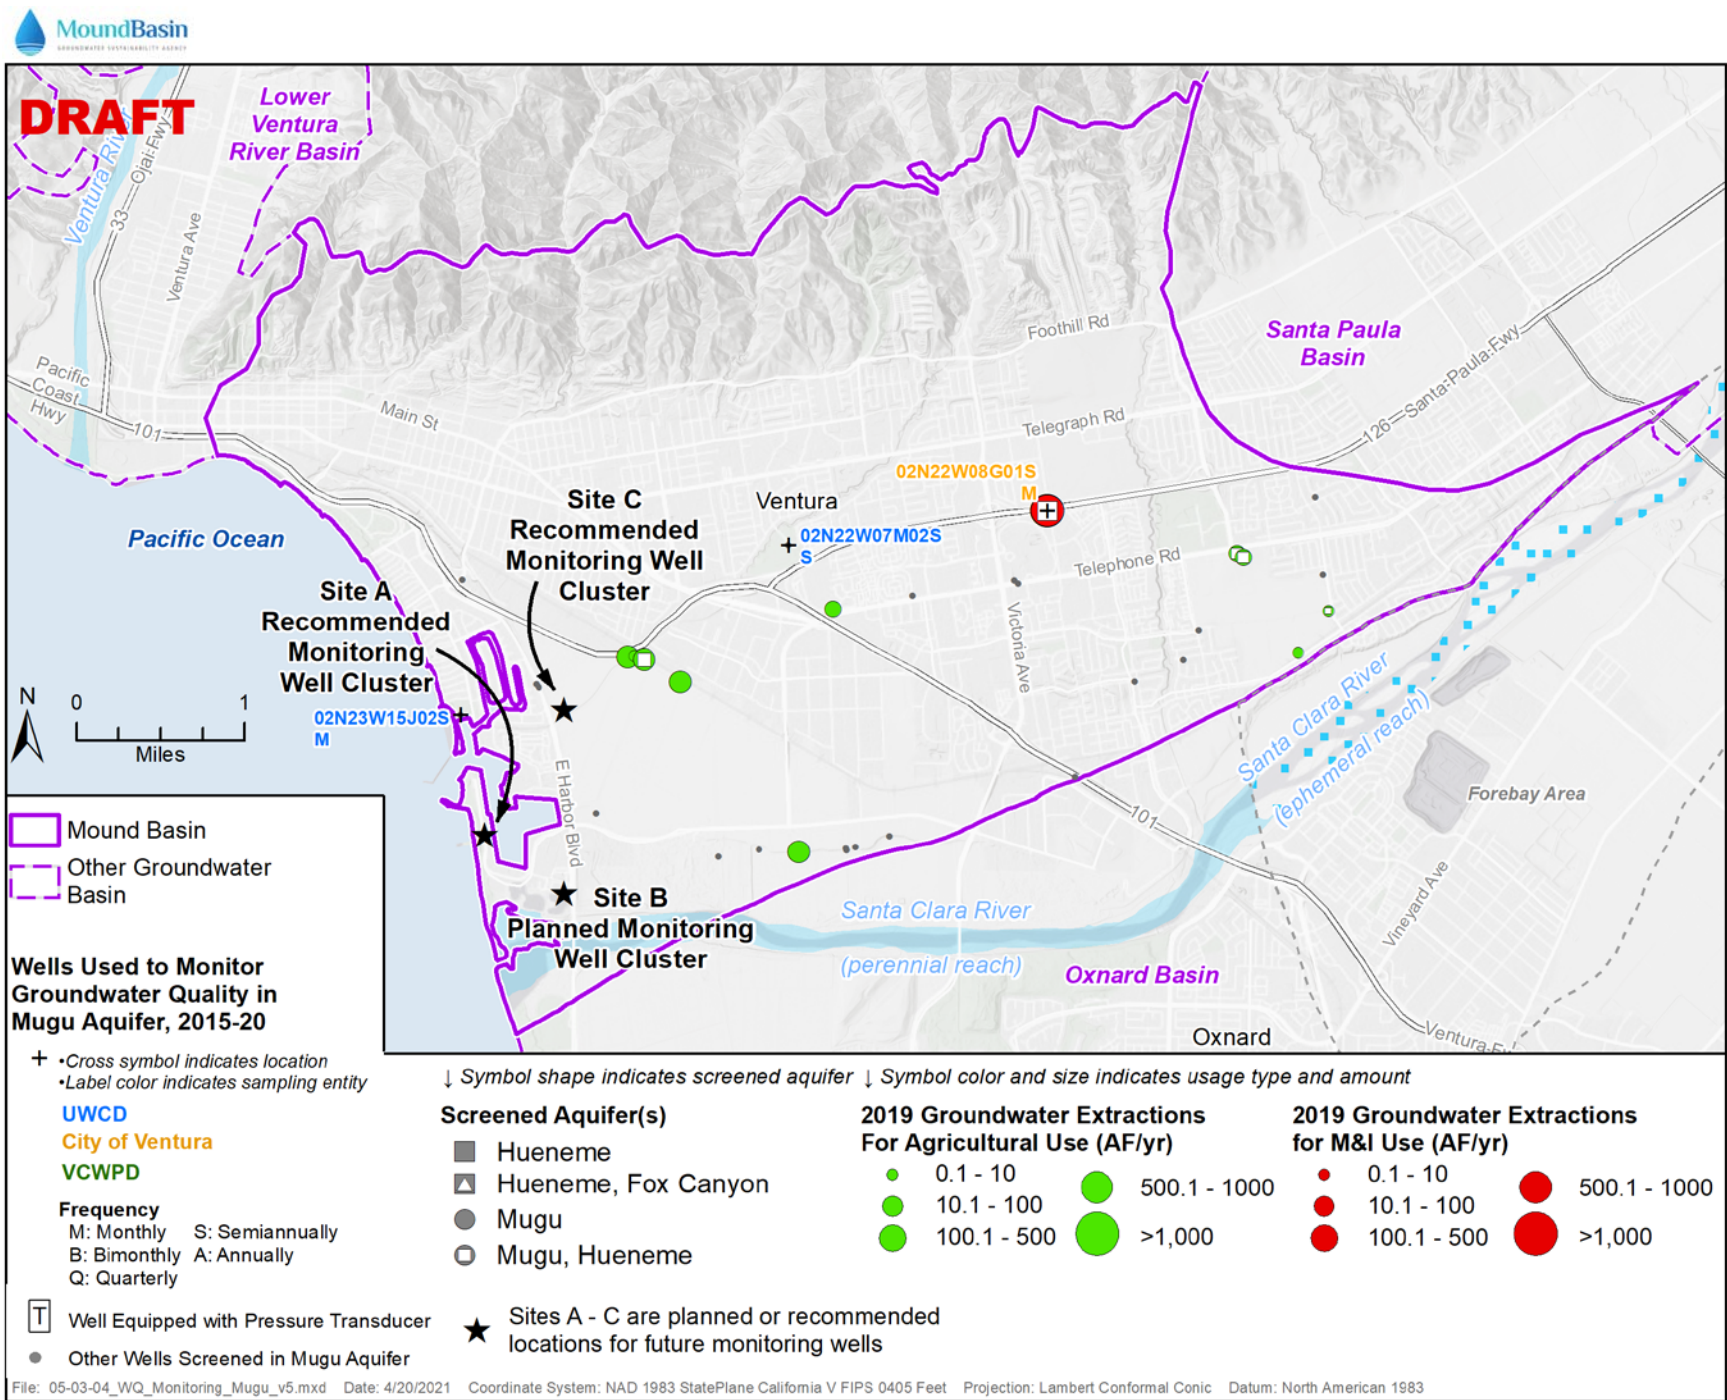 MoundBasin
GROUNDWATER SUSTAINABILITY AGENCY
DRAFT
Lower
Ventura
River Basin
Ventura River
33
Ojai-Fwy
Ventura Ave
Pacific
Coast
Hwy
101
Main St
Foothill Rd
Santa Paula
Basin
Telegraph Rd
126
Santa-Paula-Fwy
02N22W08G01S
M
Ventura
02N22W07M02S
S
Telephone Rd
Victoria Ave
Pacific Ocean
Site C
Recommended
Monitoring Well
Cluster
Site A
Recommended
Monitoring
Well Cluster
02N23W15J02S
M
N
0 1
Miles
E Harbor Blvd
Santa Clara River
(ephemeral reach)
Forebay Area
101
Vineyard Ave
Site B
Planned Monitoring
Well Cluster
Santa Clara River
(perennial reach)
Oxnard Basin
Oxnard
Mound Basin
Other Groundwater
Basin
Wells Used to Monitor
Groundwater Quality in
Mugu Aquifer, 2015-20
•Cross symbol indicates location
•Label color indicates sampling entity
UWCD
City of Ventura
VCWPD
Frequency
M: Monthly S: Semiannually
B: Bimonthly A: Annually
Q: Quarterly
T Well Equipped with Pressure Transducer
Other Wells Screened in Mugu Aquifer
↓ Symbol shape indicates screened aquifer ↓ Symbol color and size indicates usage type and amount
Screened Aquifer(s)
Hueneme
Hueneme, Fox Canyon
Mugu
Mugu, Hueneme
2019 Groundwater Extractions
For Agricultural Use (AF/yr)
0.1 - 10
10.1 - 100
100.1 - 500
500.1 - 1000
>1,000
2019 Groundwater Extractions
for M&I Use (AF/yr)
0.1 - 10
10.1 - 100
100.1 - 500
500.1 - 1000
>1,000
Sites A - C are planned or recommended
locations for future monitoring wells
File: 05-03-04_WQ_Monitoring_Mugu_v5.mxd Date: 4/20/2021 Coordinate System: NAD 1983 StatePlane California V FIPS 0405 Feet Projection: Lambert Conformal Conic Datum: North American 1983